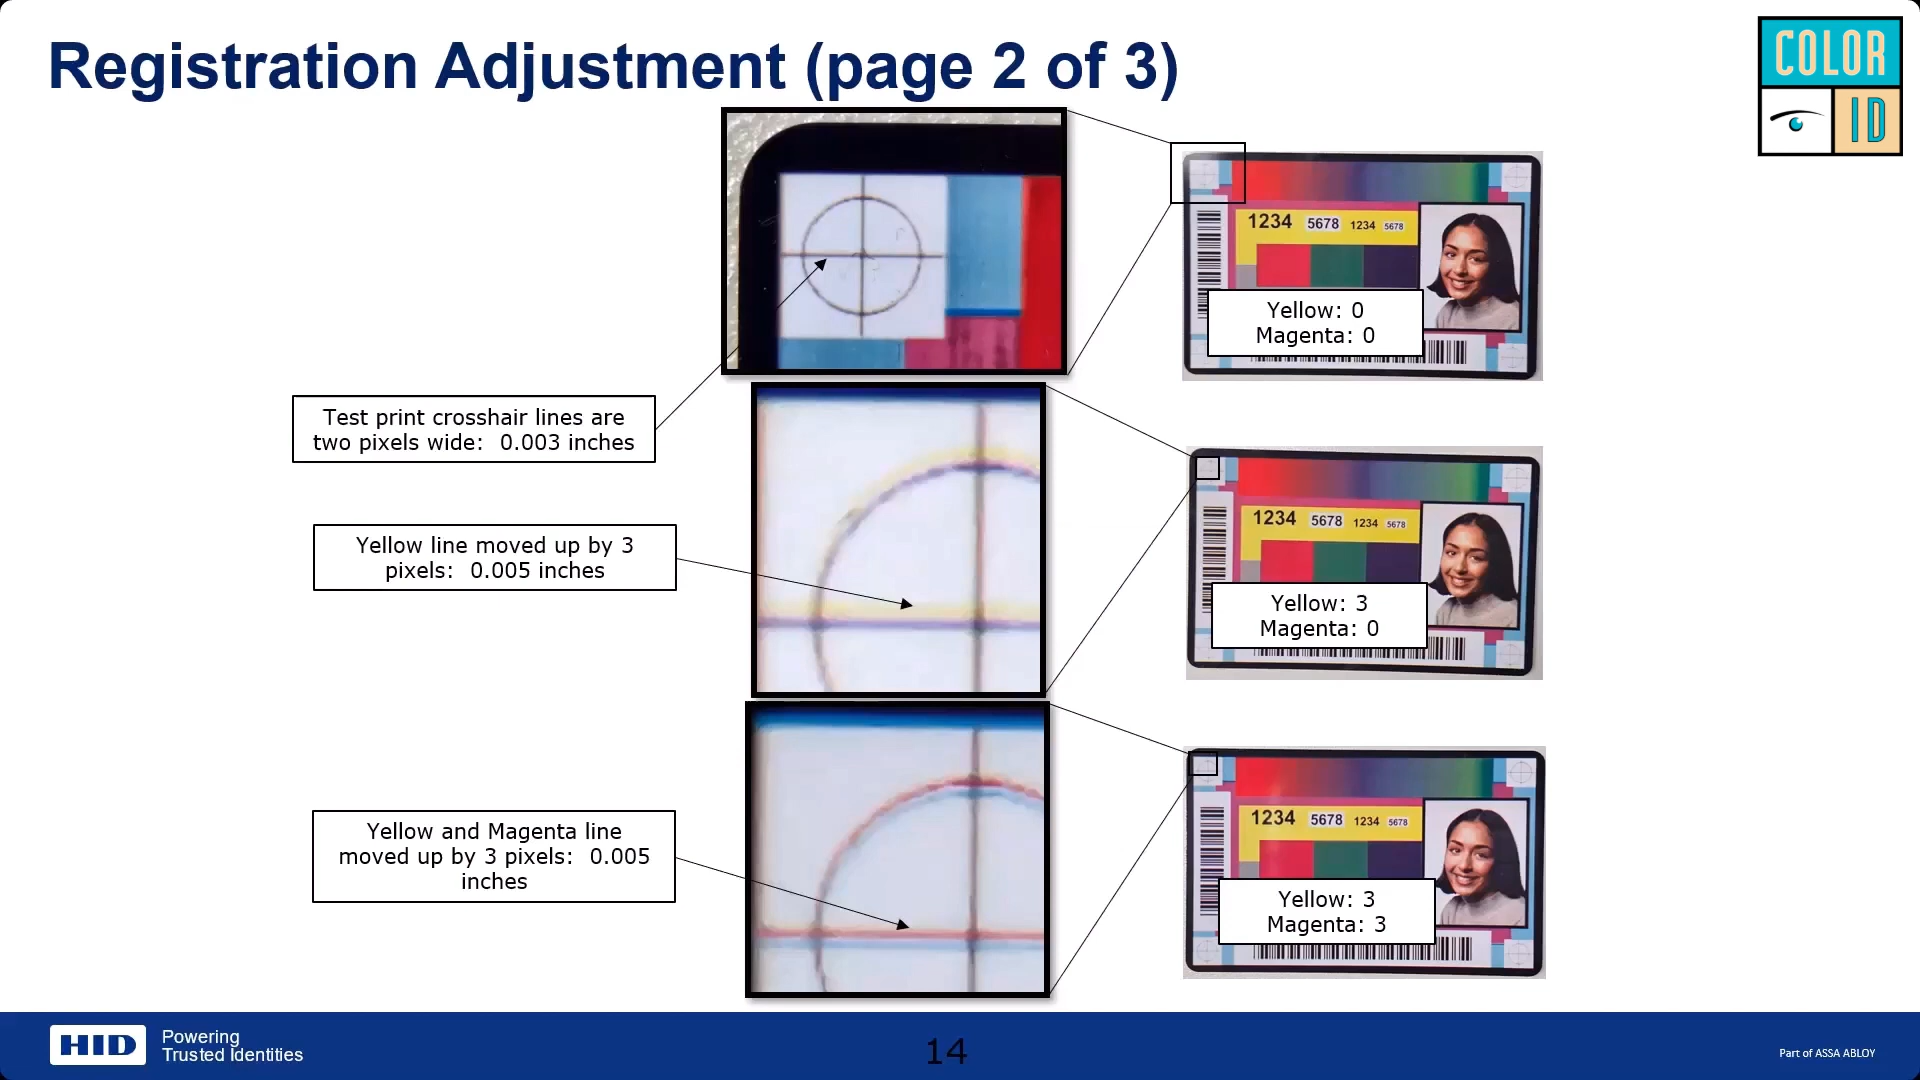 Registration Adjustment (page 2 of 3)
COLOR
ID
1234 5678 1234 5678
Yellow: 0
Magenta: 0
Test print crosshair lines are
two pixels wide: 0.003 inches
Yellow line moved up by 3
pixels: 0.005 inches
1234 5678 1234 5678
Yellow: 3
Magenta: 0
Yellow and Magenta line
moved up by 3 pixels: 0.005
inches
1234 5678 1234 5678
Yellow: 3
Magenta: 3
HID
Powering
Trusted Identities
14
Part of ASSA ABLOY